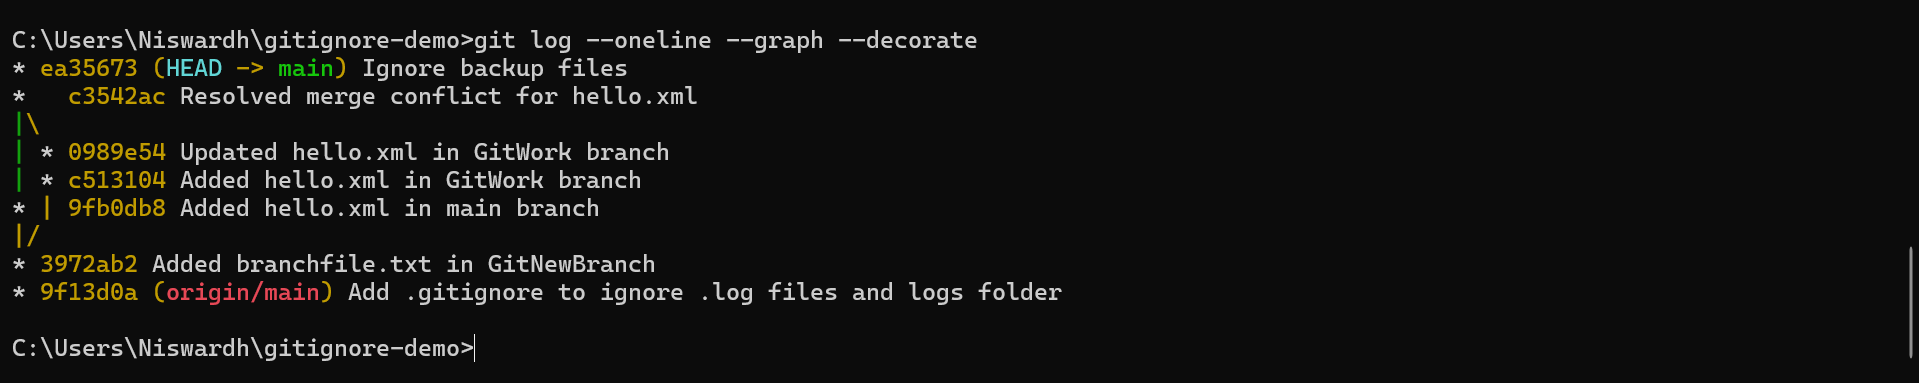 C:\Users\Niswardh\gitignore-demo>git log --oneline --graph --decorate
* ea35673 (HEAD -> main) Ignore backup files
*   c3542ac Resolved merge conflict for hello.xml
|\
| * 0989e54 Updated hello.xml in GitWork branch
| * c513104 Added hello.xml in GitWork branch
* | 9fb0db8 Added hello.xml in main branch
|/
* 3972ab2 Added branchfile.txt in GitNewBranch
* 9f13d0a (origin/main) Add .gitignore to ignore .log files and logs folder
C:\Users\Niswardh\gitignore-demo>